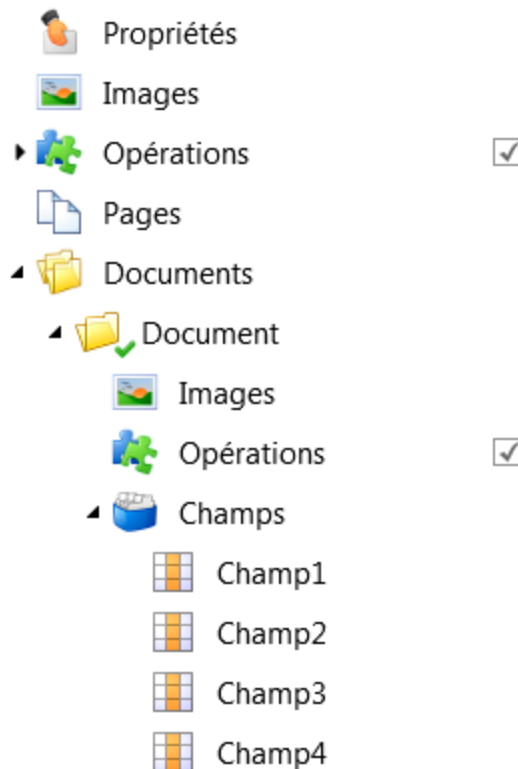 Propriétés
Images
Opérations
Pages
Documents
Document
Images
Opérations
Champs
Champ1
Champ2
Champ3
Champ4